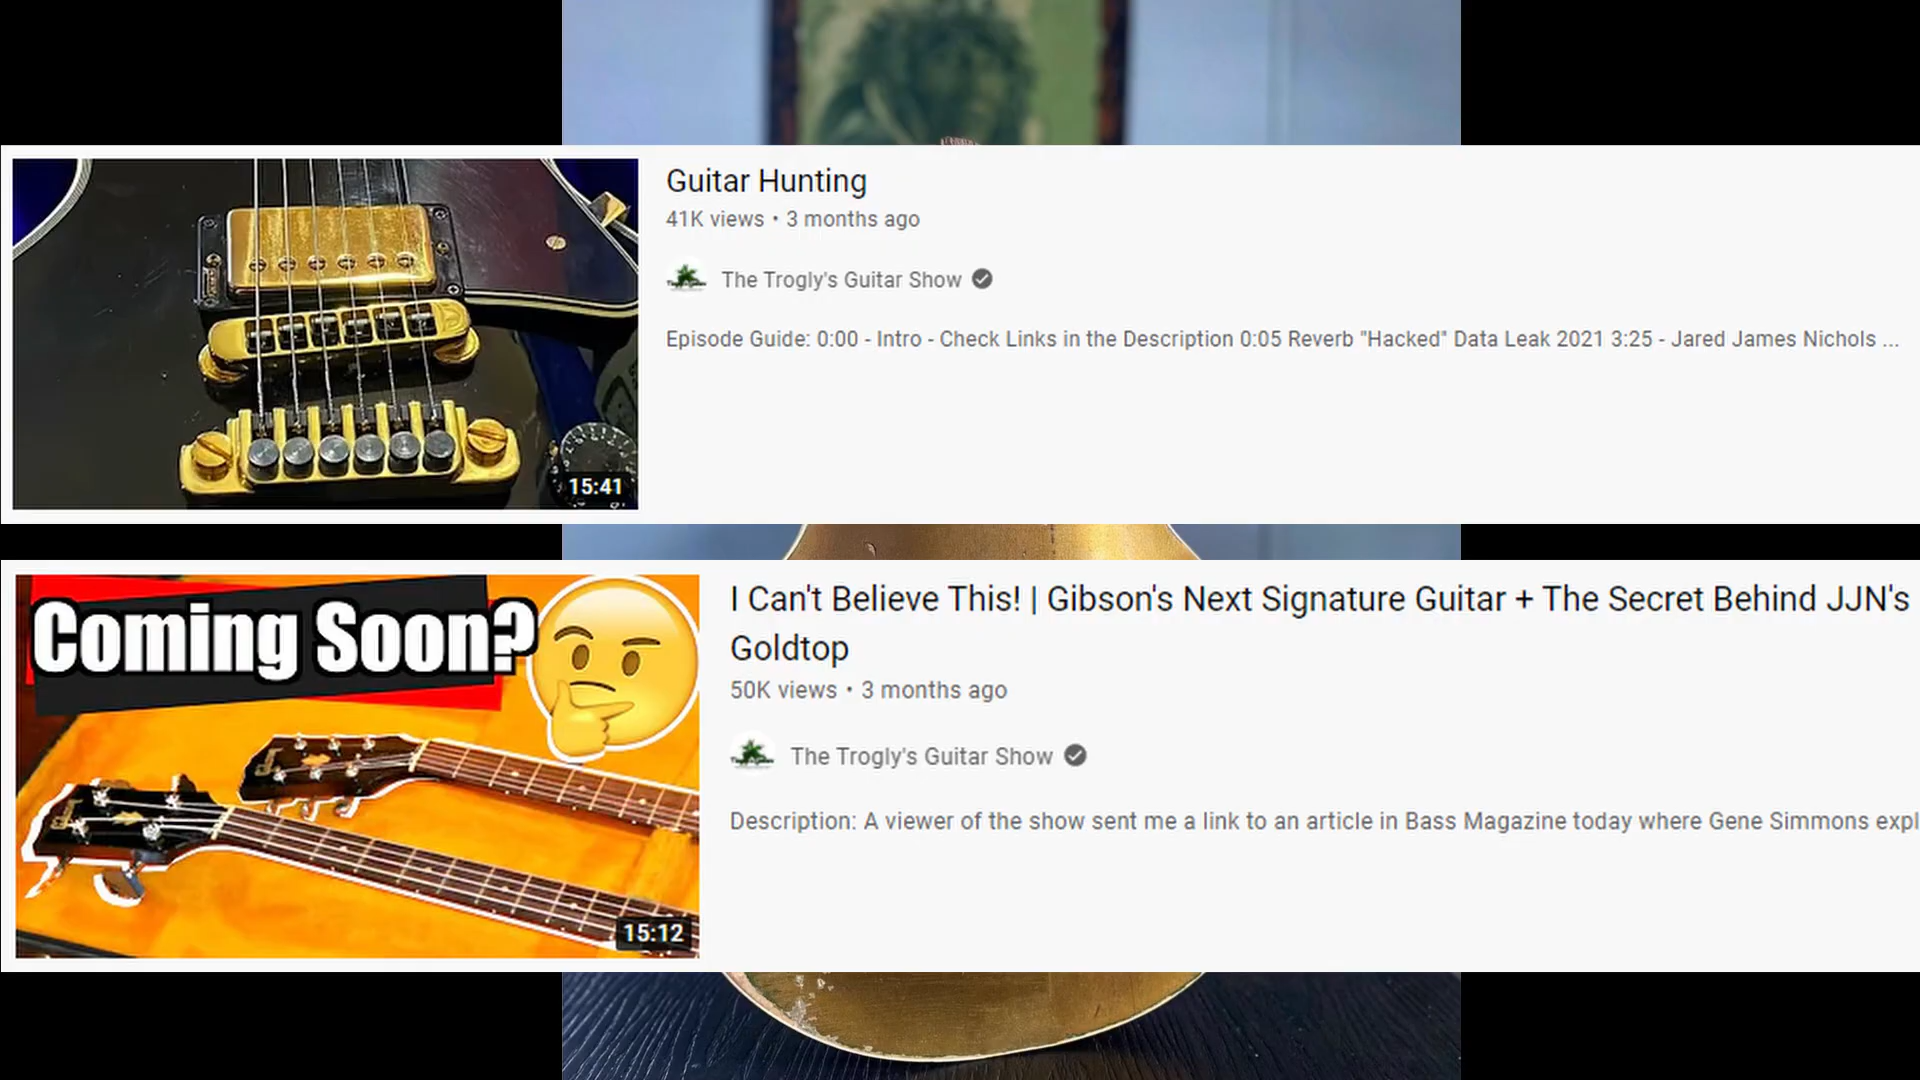 Guitar Hunting
41K views • 3 months ago
The Trogly's Guitar Show
Episode Guide: 0:00 - Intro - Check Links in the Description 0:05 Reverb "Hacked" Data Leak 2021 3:25 - Jared James Nichols ...
15:41
Coming Soon?
I Can't Believe This! | Gibson's Next Signature Guitar + The Secret Behind JJN's
Goldtop
50K views • 3 months ago
The Trogly's Guitar Show
Description: A viewer of the show sent me a link to an article in Bass Magazine today where Gene Simmons expl
15:12